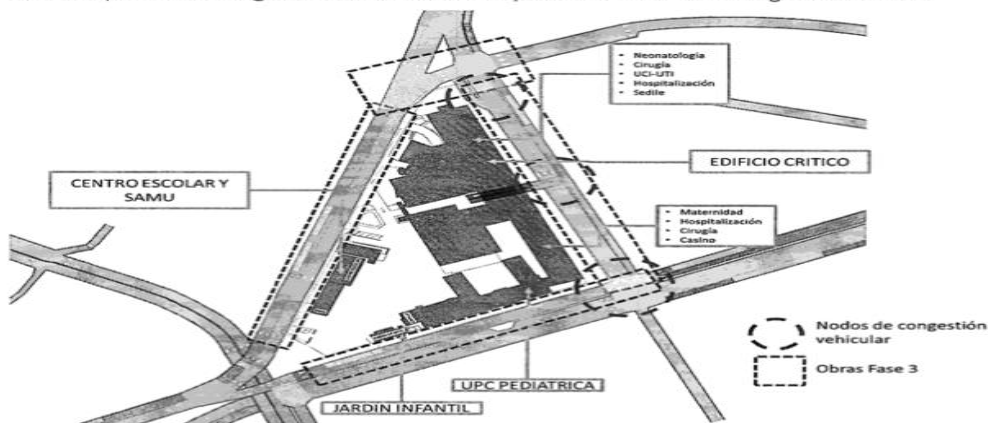 • Neonatología
• Cirugía
• UCI-UTI
• Hospitalización
• Sedile
EDIFICIO CRITICO
CENTRO ESCOLAR Y
SAMU
• Maternidad
• Hospitalización
• Cirugía
• Casino
Nodos de congestión
vehicular
Obras Fase 3
UPC PEDIATRICA
JARDIN INFANTIL